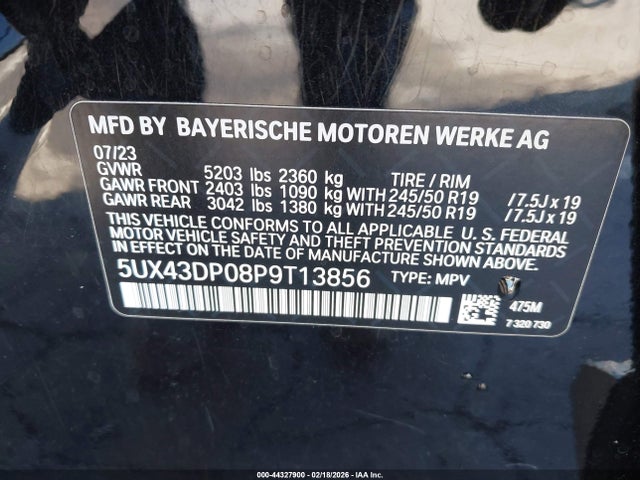 MFD BY BAYERISCHE MOTOREN WERKE AG
07/23
GVWR 5203 lbs 2360 kg TIRE / RIM
GAWR FRONT 2403 lbs 1090 kg WITH 245/50 R19 /7.5J x 19
GAWR REAR 3042 lbs 1380 kg WITH 245/50 R19 /7.5J x 19
THIS VEHICLE CONFORMS TO ALL APPLICABLE U. S. FEDERAL
MOTOR VEHICLE SAFETY AND THEFT PREVENTION STANDARDS
IN EFFECT ON THE DATE OF MANUFACTURE SHOWN ABOVE.
5UX43DP08P9T13856 TYPE: MPV
475M
7 320 730
000-44327900 - 02/18/2026 - IAA Inc.